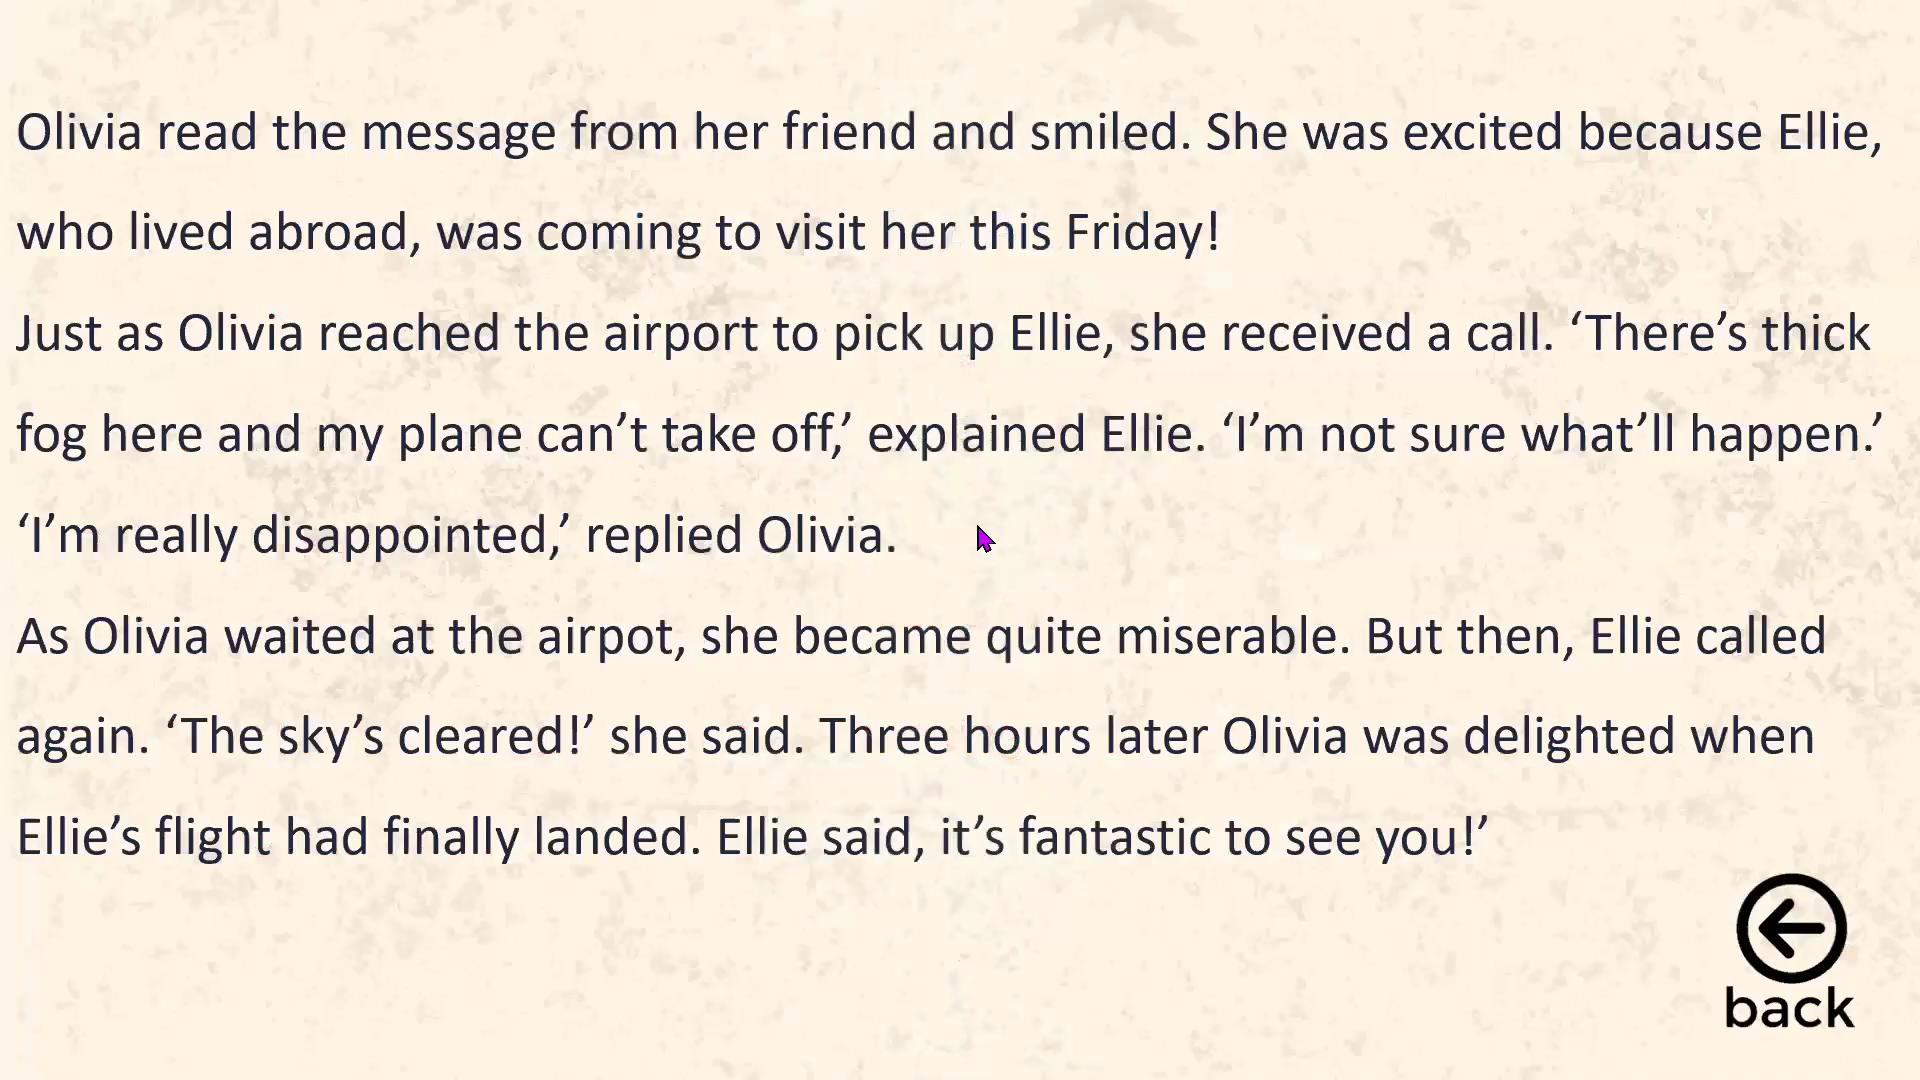 Olivia read the message from her friend and smiled. She was excited because Ellie,
who lived abroad, was coming to visit her this Friday!
Just as Olivia reached the airport to pick up Ellie, she received a call. ‘There’s thick
fog here and my plane can’t take off,’ explained Ellie. ‘I’m not sure what’ll happen.’
‘I’m really disappointed,’ replied Olivia.
As Olivia waited at the airpot, she became quite miserable. But then, Ellie called
again. ‘The sky’s cleared!’ she said. Three hours later Olivia was delighted when
Ellie’s flight had finally landed. Ellie said, it’s fantastic to see you!’
back